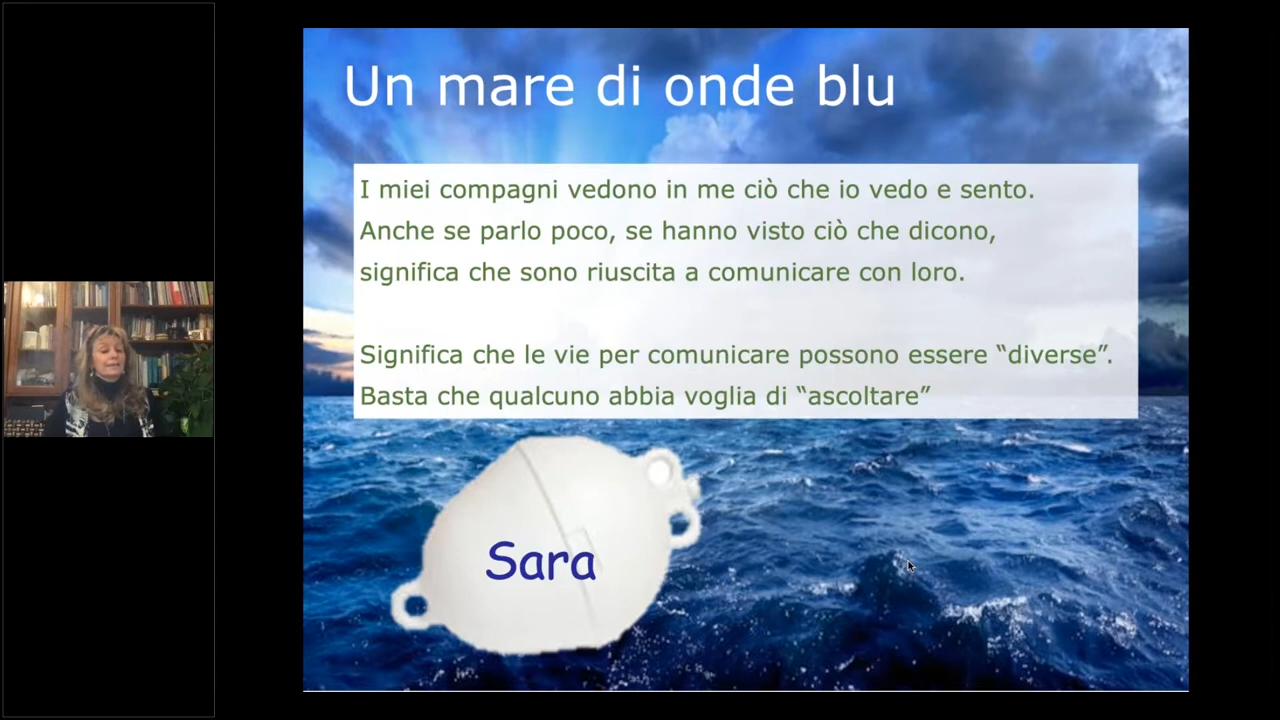 Un mare di onde blu
I miei compagni vedono in me ciò che io vedo e sento.
Anche se parlo poco, se hanno visto ciò che dicono,
significa che sono riuscita a comunicare con loro.
Significa che le vie per comunicare possono essere “diverse”.
Basta che qualcuno abbia voglia di “ascoltare”
Sara